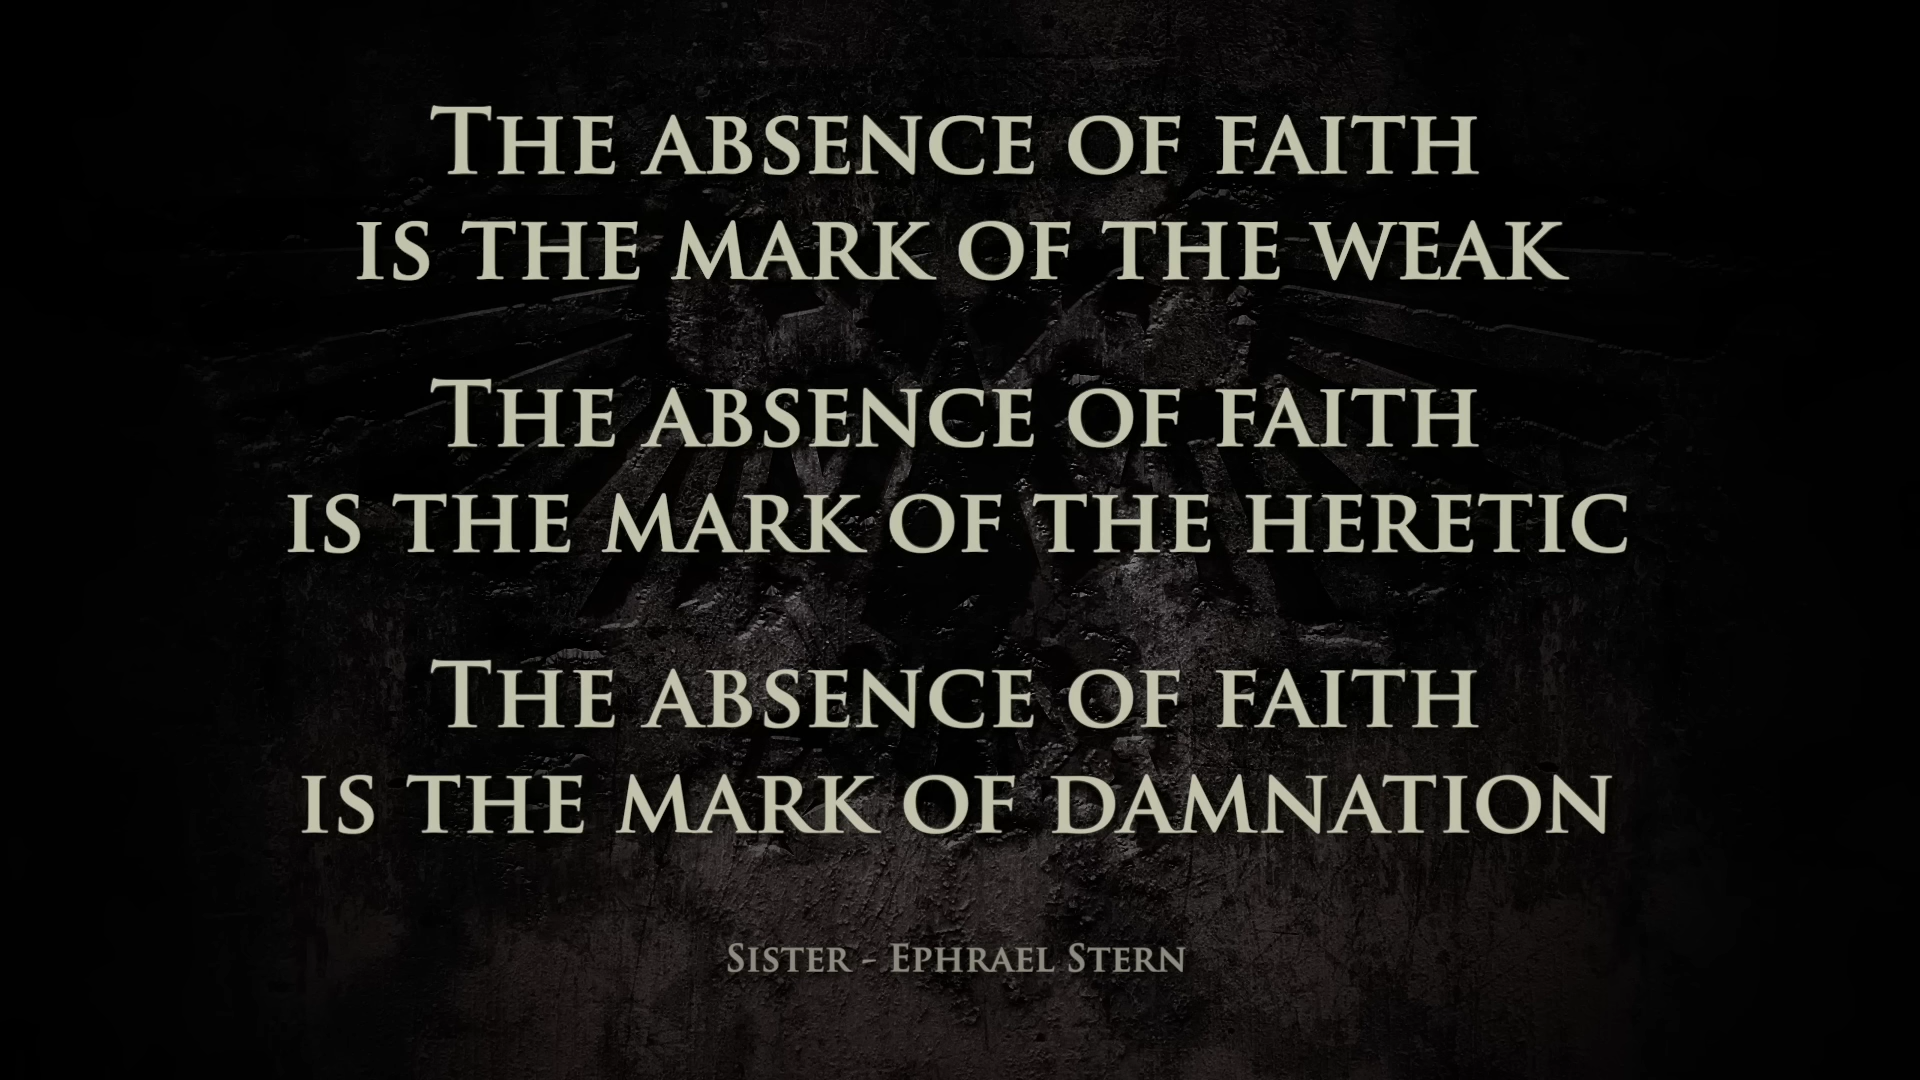 The absence of faith
is the mark of the weak
The absence of faith
is the mark of the heretic
The absence of faith
is the mark of damnation
Sister - Ephrael Stern